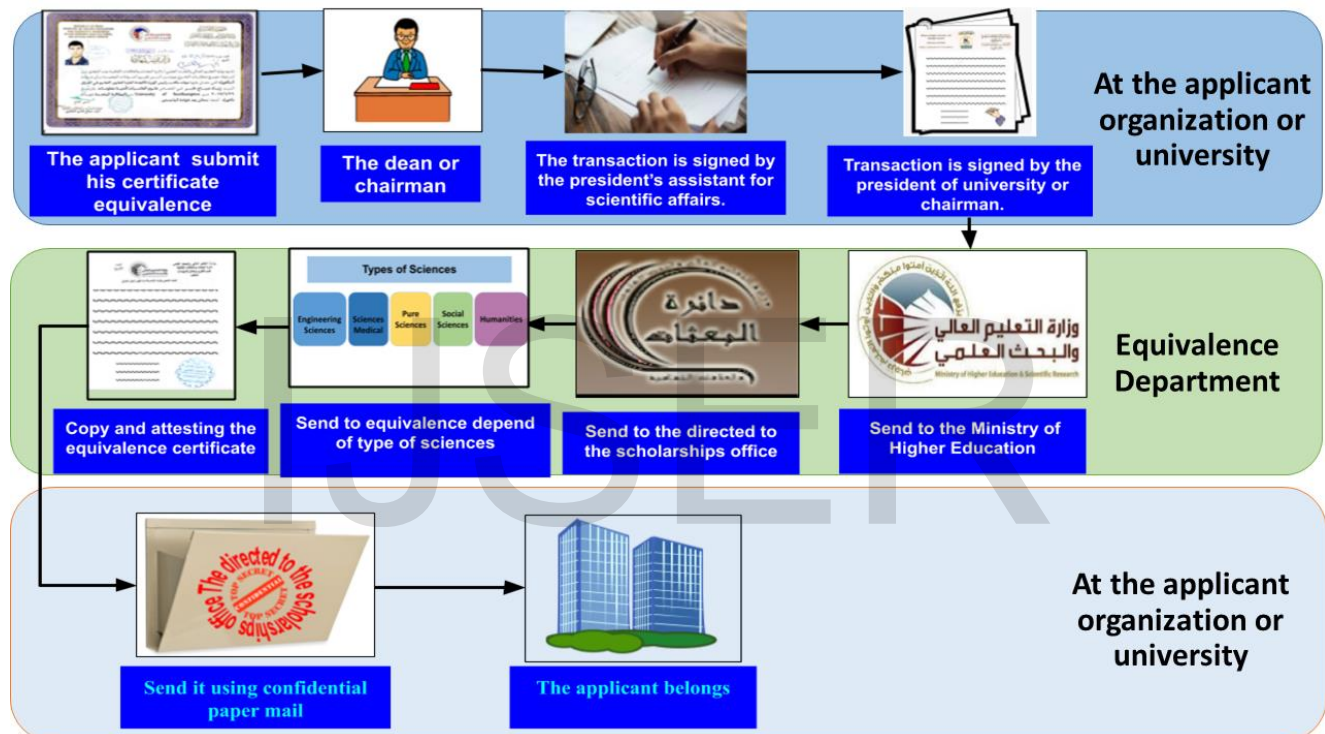 The applicant submit
his certificate
equivalence
The dean or
chairman
The transaction is signed by
the president's assistant for
scientific affairs.
Transaction is signed by the
president of university or
chairman.
At the applicant
organization or
university
Types of Sciences
Engineering
Sciences
Sciences
Medical
Pure
Sciences
Social
Sciences
Humanities
دائرة
البعثات
وزارة التعليم العالي
والبحث العلمي
Ministry of Higher Education & Scientific Research
Copy and attesting the
equivalence certificate
Send to equivalence depend
of type of sciences
Send to the directed to
the scholarships office
Send to the Ministry of
Higher Education
Equivalence
Department
IJSER
The directed to the scholarships office
TOP SECRET
TOP SECRET
Send it using confidential
paper mail
The applicant belongs
At the applicant
organization or
university